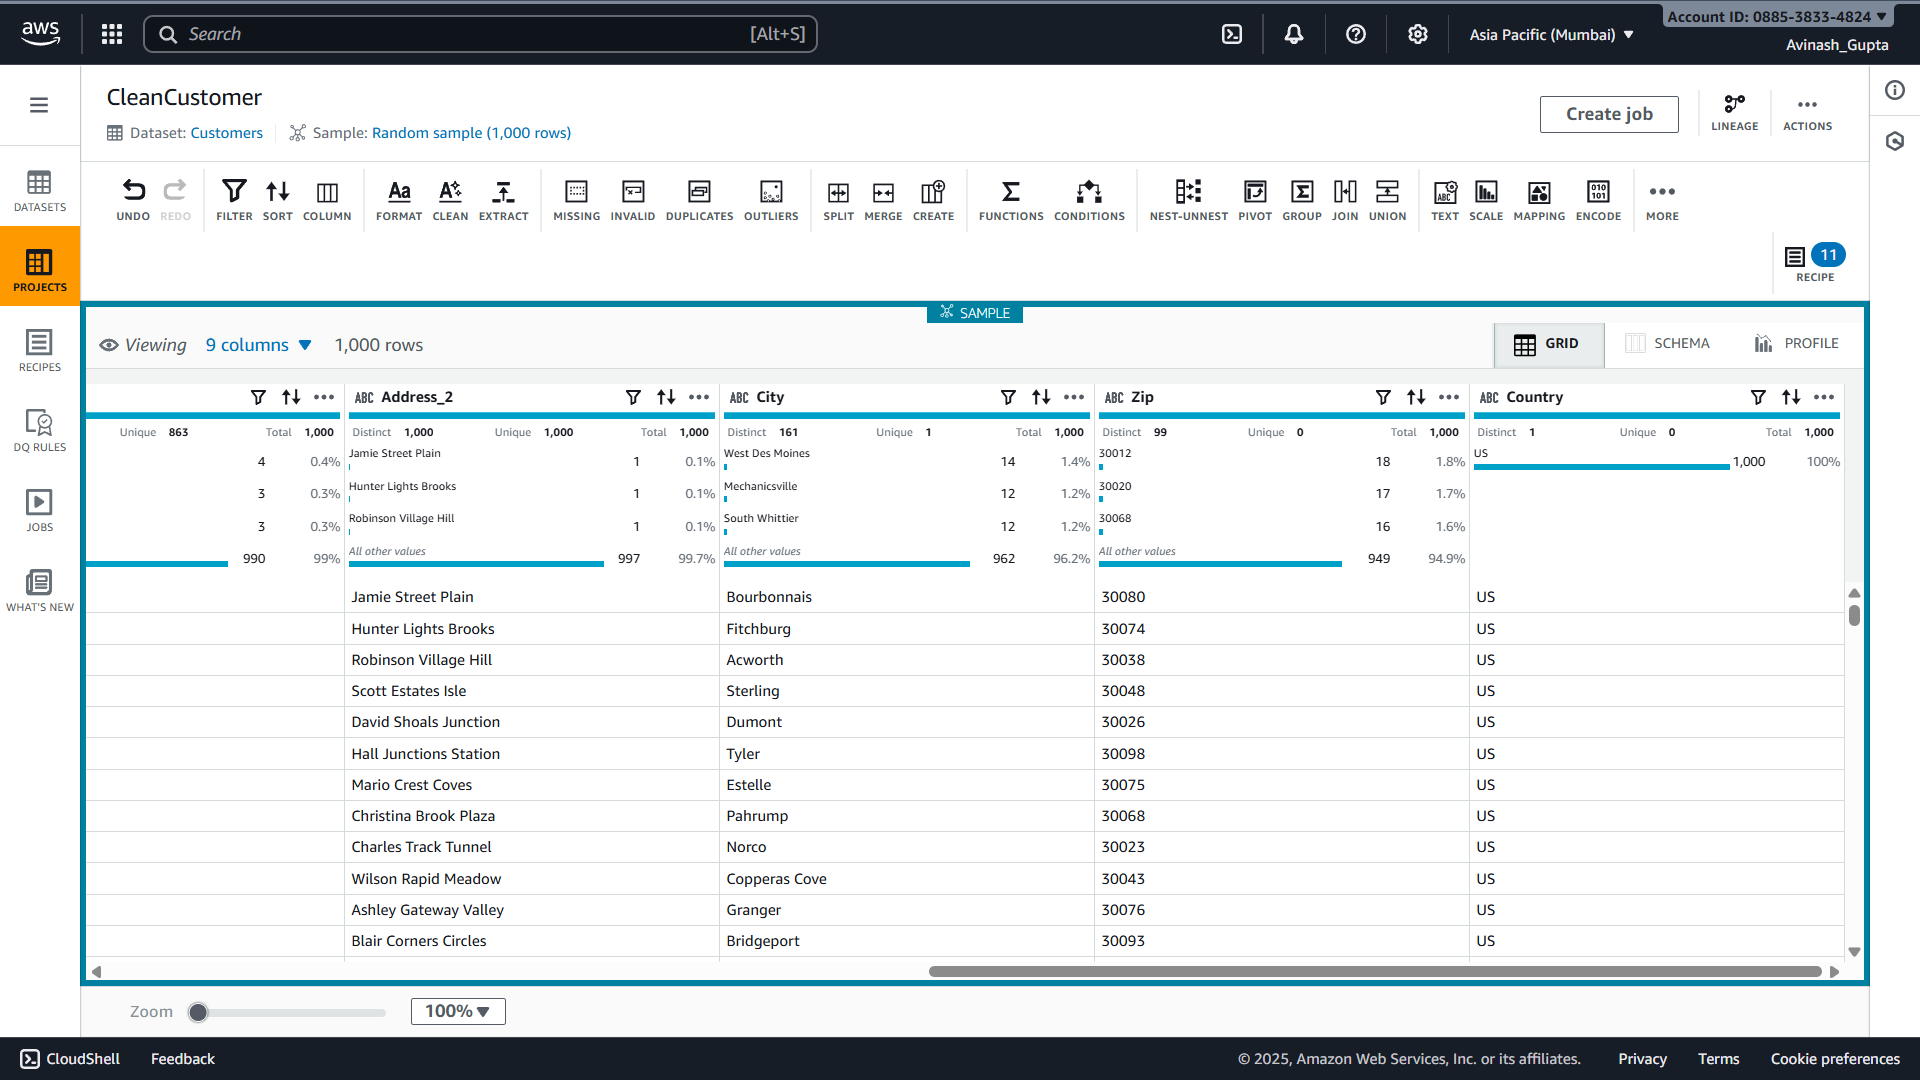 aws
Search [Alt+S]
Asia Pacific (Mumbai) ▼
Account ID: 0885-3833-4824 ▼
Avinash_Gupta
CleanCustomer
Dataset: Customers
Sample: Random sample (1,000 rows)
Create job
LINEAGE
ACTIONS
DATASETS
PROJECTS
RECIPES
DQ RULES
JOBS
WHAT'S NEW
UNDO REDO FILTER SORT COLUMN FORMAT CLEAN EXTRACT MISSING INVALID DUPLICATES OUTLIERS SPLIT MERGE CREATE FUNCTIONS CONDITIONS NEST-UNNEST PIVOT GROUP JOIN UNION TEXT SCALE MAPPING ENCODE MORE
11
RECIPE
SAMPLE
Viewing 9 columns ▼ 1,000 rows
GRID SCHEMA PROFILE
ABC Address_2 ABC City ABC Zip ABC Country
Unique 863 Total 1,000 Distinct 1,000 Unique 1,000 Total 1,000 Distinct 161 Unique 1 Total 1,000 Distinct 99 Unique 0 Total 1,000 Distinct 1 Unique 0 Total 1,000
4 0.4% Jamie Street Plain 1 0.1% West Des Moines 14 1.4% 30012 18 1.8% US 1,000 100%
3 0.3% Hunter Lights Brooks 1 0.1% Mechanicsville 12 1.2% 30020 17 1.7%
3 0.3% Robinson Village Hill 1 0.1% South Whittier 12 1.2% 30068 16 1.6%
990 99% All other values 997 99.7% All other values 962 96.2% All other values 949 94.9%
Jamie Street Plain Bourbonnais 30080 US
Hunter Lights Brooks Fitchburg 30074 US
Robinson Village Hill Acworth 30038 US
Scott Estates Isle Sterling 30048 US
David Shoals Junction Dumont 30026 US
Hall Junctions Station Tyler 30098 US
Mario Crest Coves Estelle 30075 US
Christina Brook Plaza Pahrump 30068 US
Charles Track Tunnel Norco 30023 US
Wilson Rapid Meadow Copperas Cove 30043 US
Ashley Gateway Valley Granger 30076 US
Blair Corners Circles Bridgeport 30093 US
Zoom 100% ▼
CloudShell Feedback
© 2025, Amazon Web Services, Inc. or its affiliates. Privacy Terms Cookie preferences